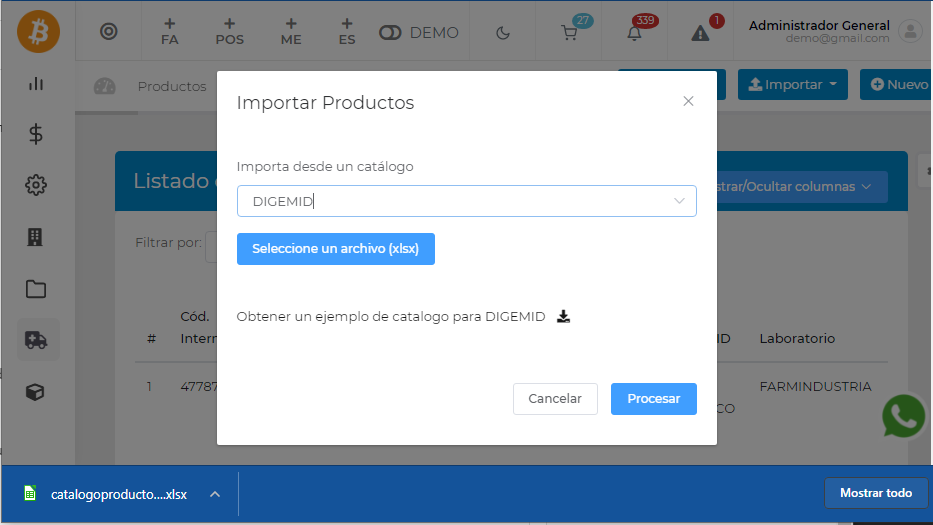 FA
POS
ME
ES
DEMO
27
339
1
Administrador General
demo@gmail.com
Productos
Importar
Nuevo
Importar Productos
Importa desde un catálogo
DIGEMID
Seleccione un archivo (xlsx)
Obtener un ejemplo de catalogo para DIGEMID
Cancelar
Procesar
Listado
strar/Ocultar columnas
Filtrar por:
#
Cód.
Intern
ID
Laboratorio
1
47787
CO
FARMINDUSTRIA
catalogoproducto....xlsx
Mostrar todo